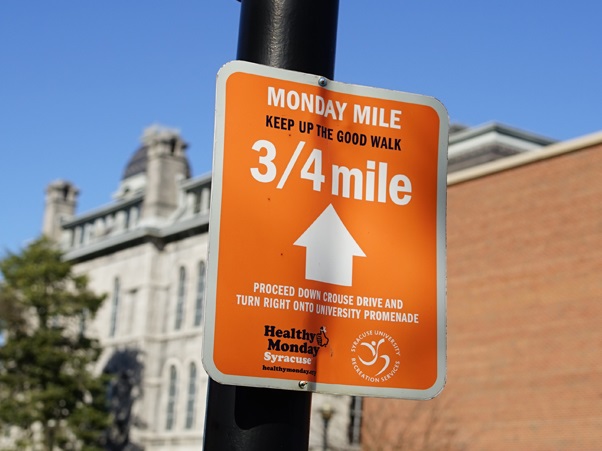 MONDAY MILE
KEEP UP THE GOOD WALK
3/4 mile
PROCEED DOWN CROUSE DRIVE AND
TURN RIGHT ONTO UNIVERSITY PROMENADE
Healthy
Monday
Syracuse
healthymonday.org
SYRACUSE UNIVERSITY
RECREATION SERVICES